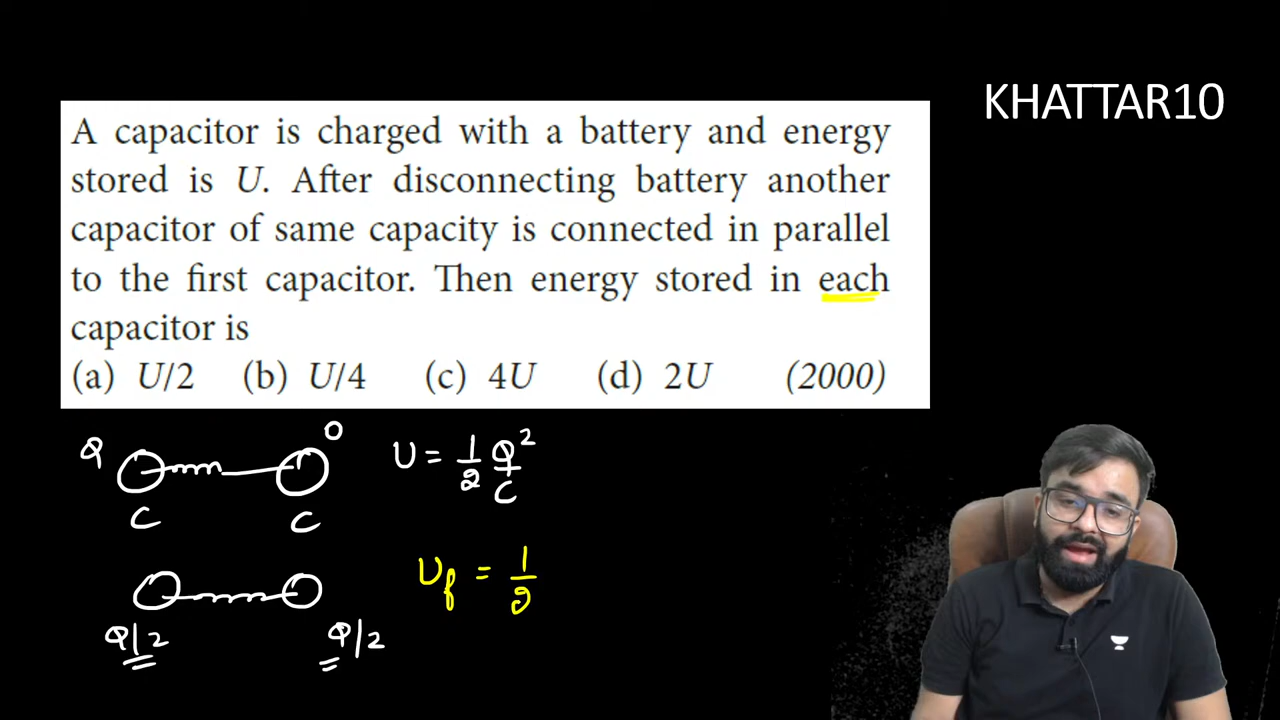 KHATTAR10
A capacitor is charged with a battery and energy
stored is U. After disconnecting battery another
capacitor of same capacity is connected in parallel
to the first capacitor. Then energy stored in each
capacitor is
(a) U/2 (b) U/4 (c) 4U (d) 2U (2000)
Q 0 U = 1/2 Q²/C
C C
U_f = 1/2
Q/2 Q/2